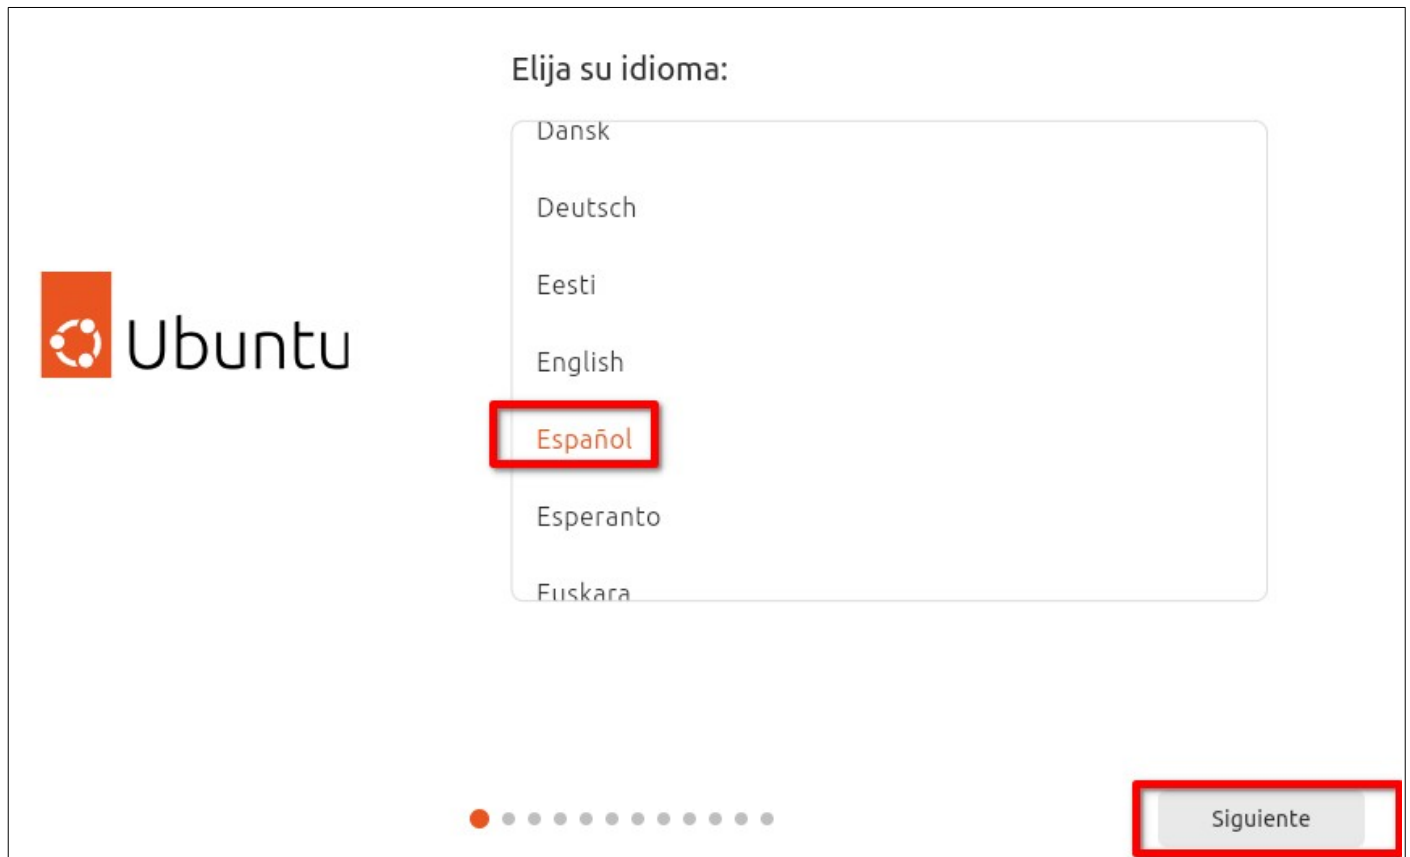 Elija su idioma:
Dansk
Deutsch
Eesti
English
Ubuntu
Español
Esperanto
Euskara
Siguiente